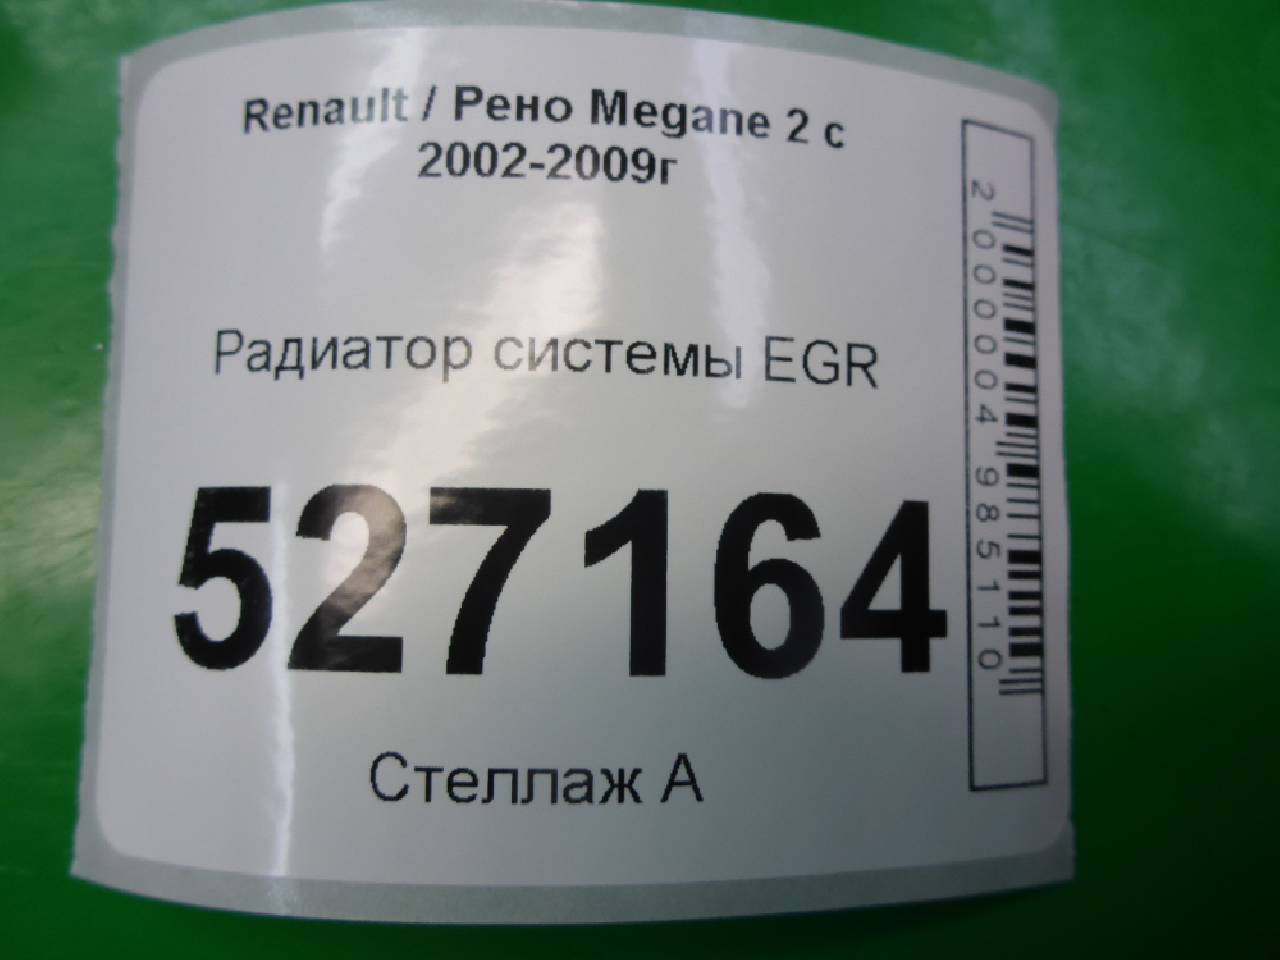 Renault / Рено Megane 2 с
2002-2009г
Радиатор системы EGR
527164
Стеллаж А
2000004985110